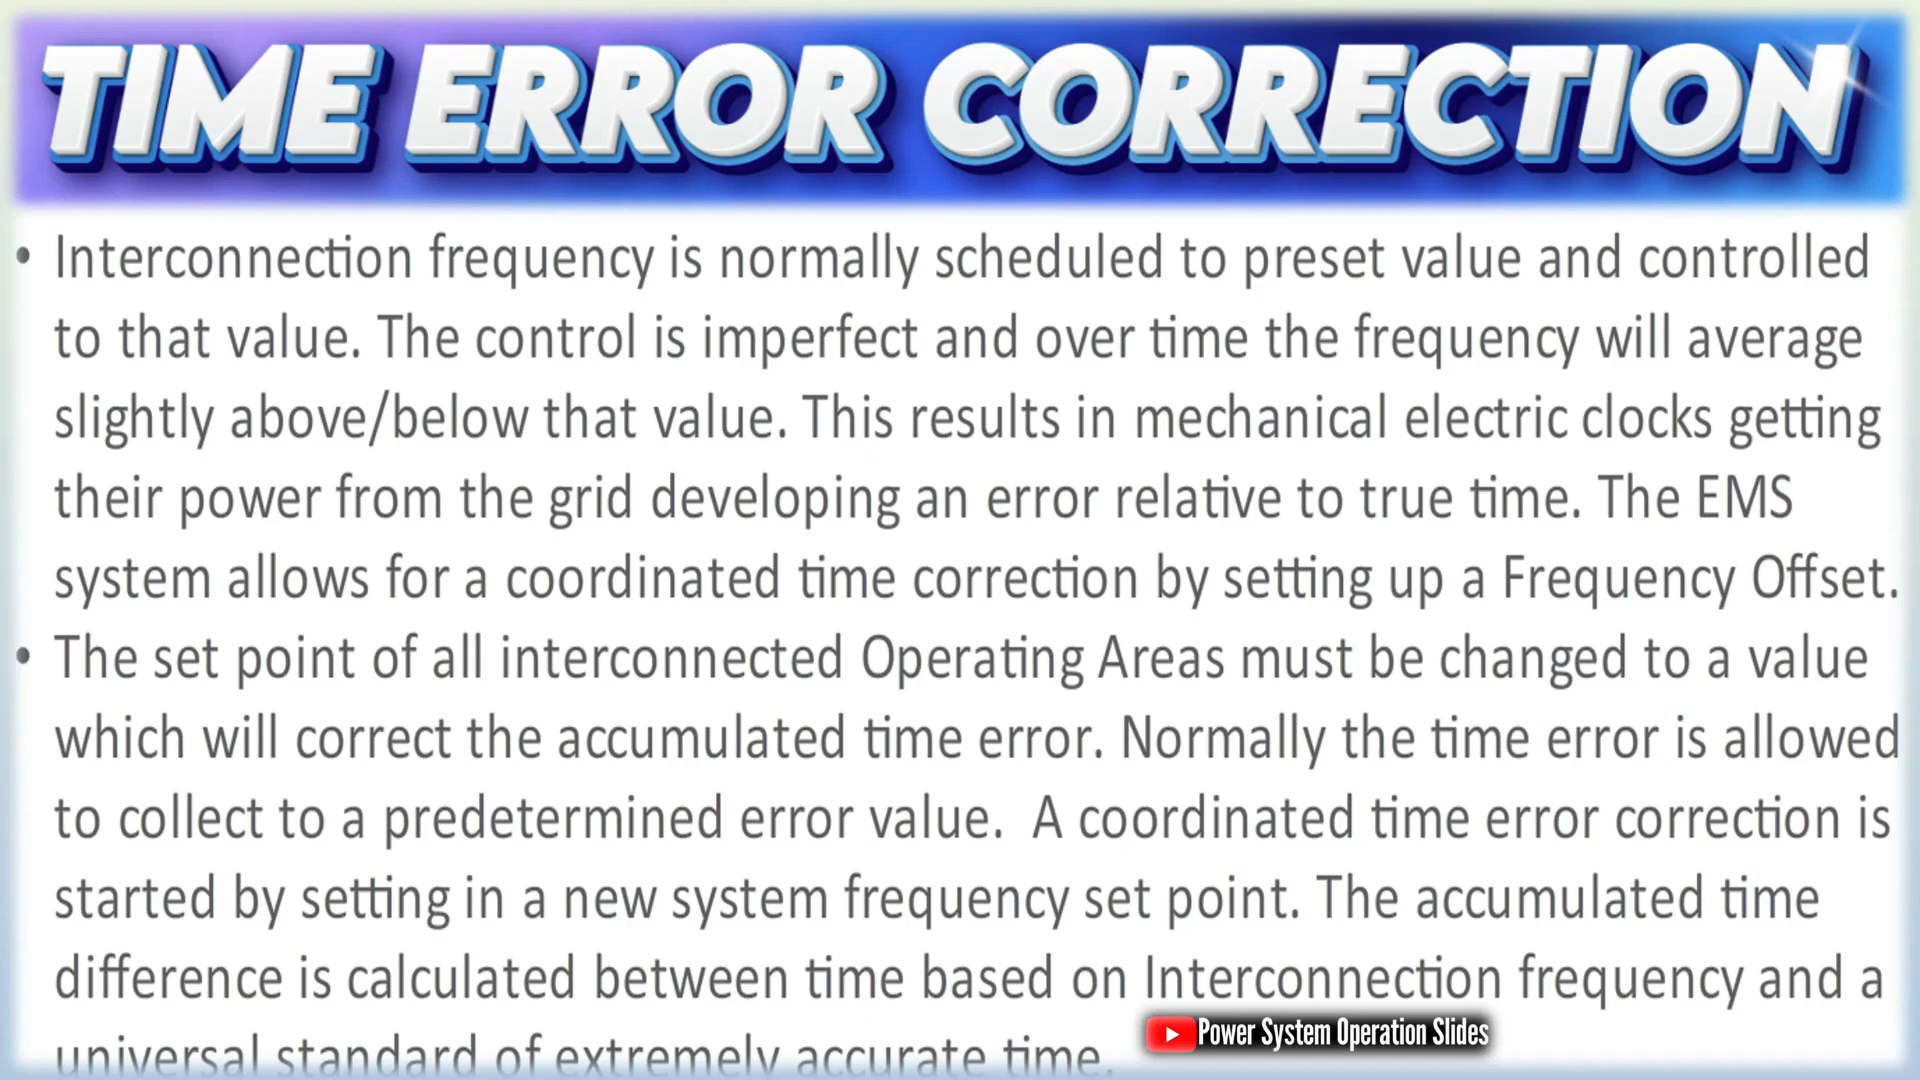 TIME ERROR CORRECTION
• Interconnection frequency is normally scheduled to preset value and controlled
to that value. The control is imperfect and over time the frequency will average
slightly above/below that value. This results in mechanical electric clocks getting
their power from the grid developing an error relative to true time. The EMS
system allows for a coordinated time correction by setting up a Frequency Offset.
• The set point of all interconnected Operating Areas must be changed to a value
which will correct the accumulated time error. Normally the time error is allowed
to collect to a predetermined error value. A coordinated time error correction is
started by setting in a new system frequency set point. The accumulated time
difference is calculated between time based on Interconnection frequency and a
universal standard of extremely accurate time.
Power System Operation Slides